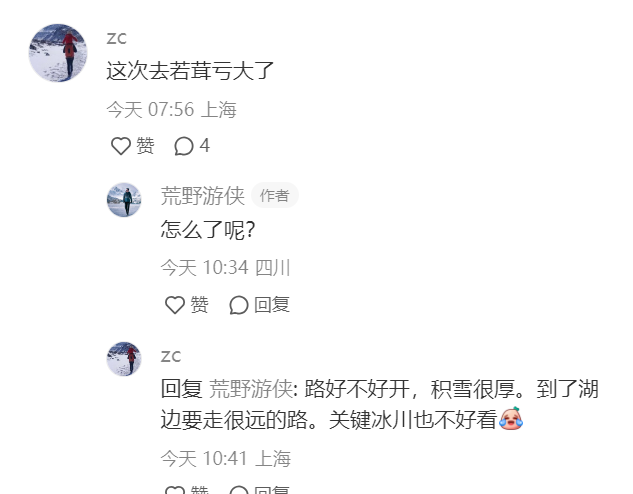 zc
这次去若茸亏大了
今天 07:56 上海
赞 4
荒野游侠 作者
怎么了呢?
今天 10:34 四川
赞 回复
zc
回复 荒野游侠: 路好不好开，积雪很厚。到了湖
边要走很远的路。关键冰川也不好看
今天 10:41 上海
赞 回复